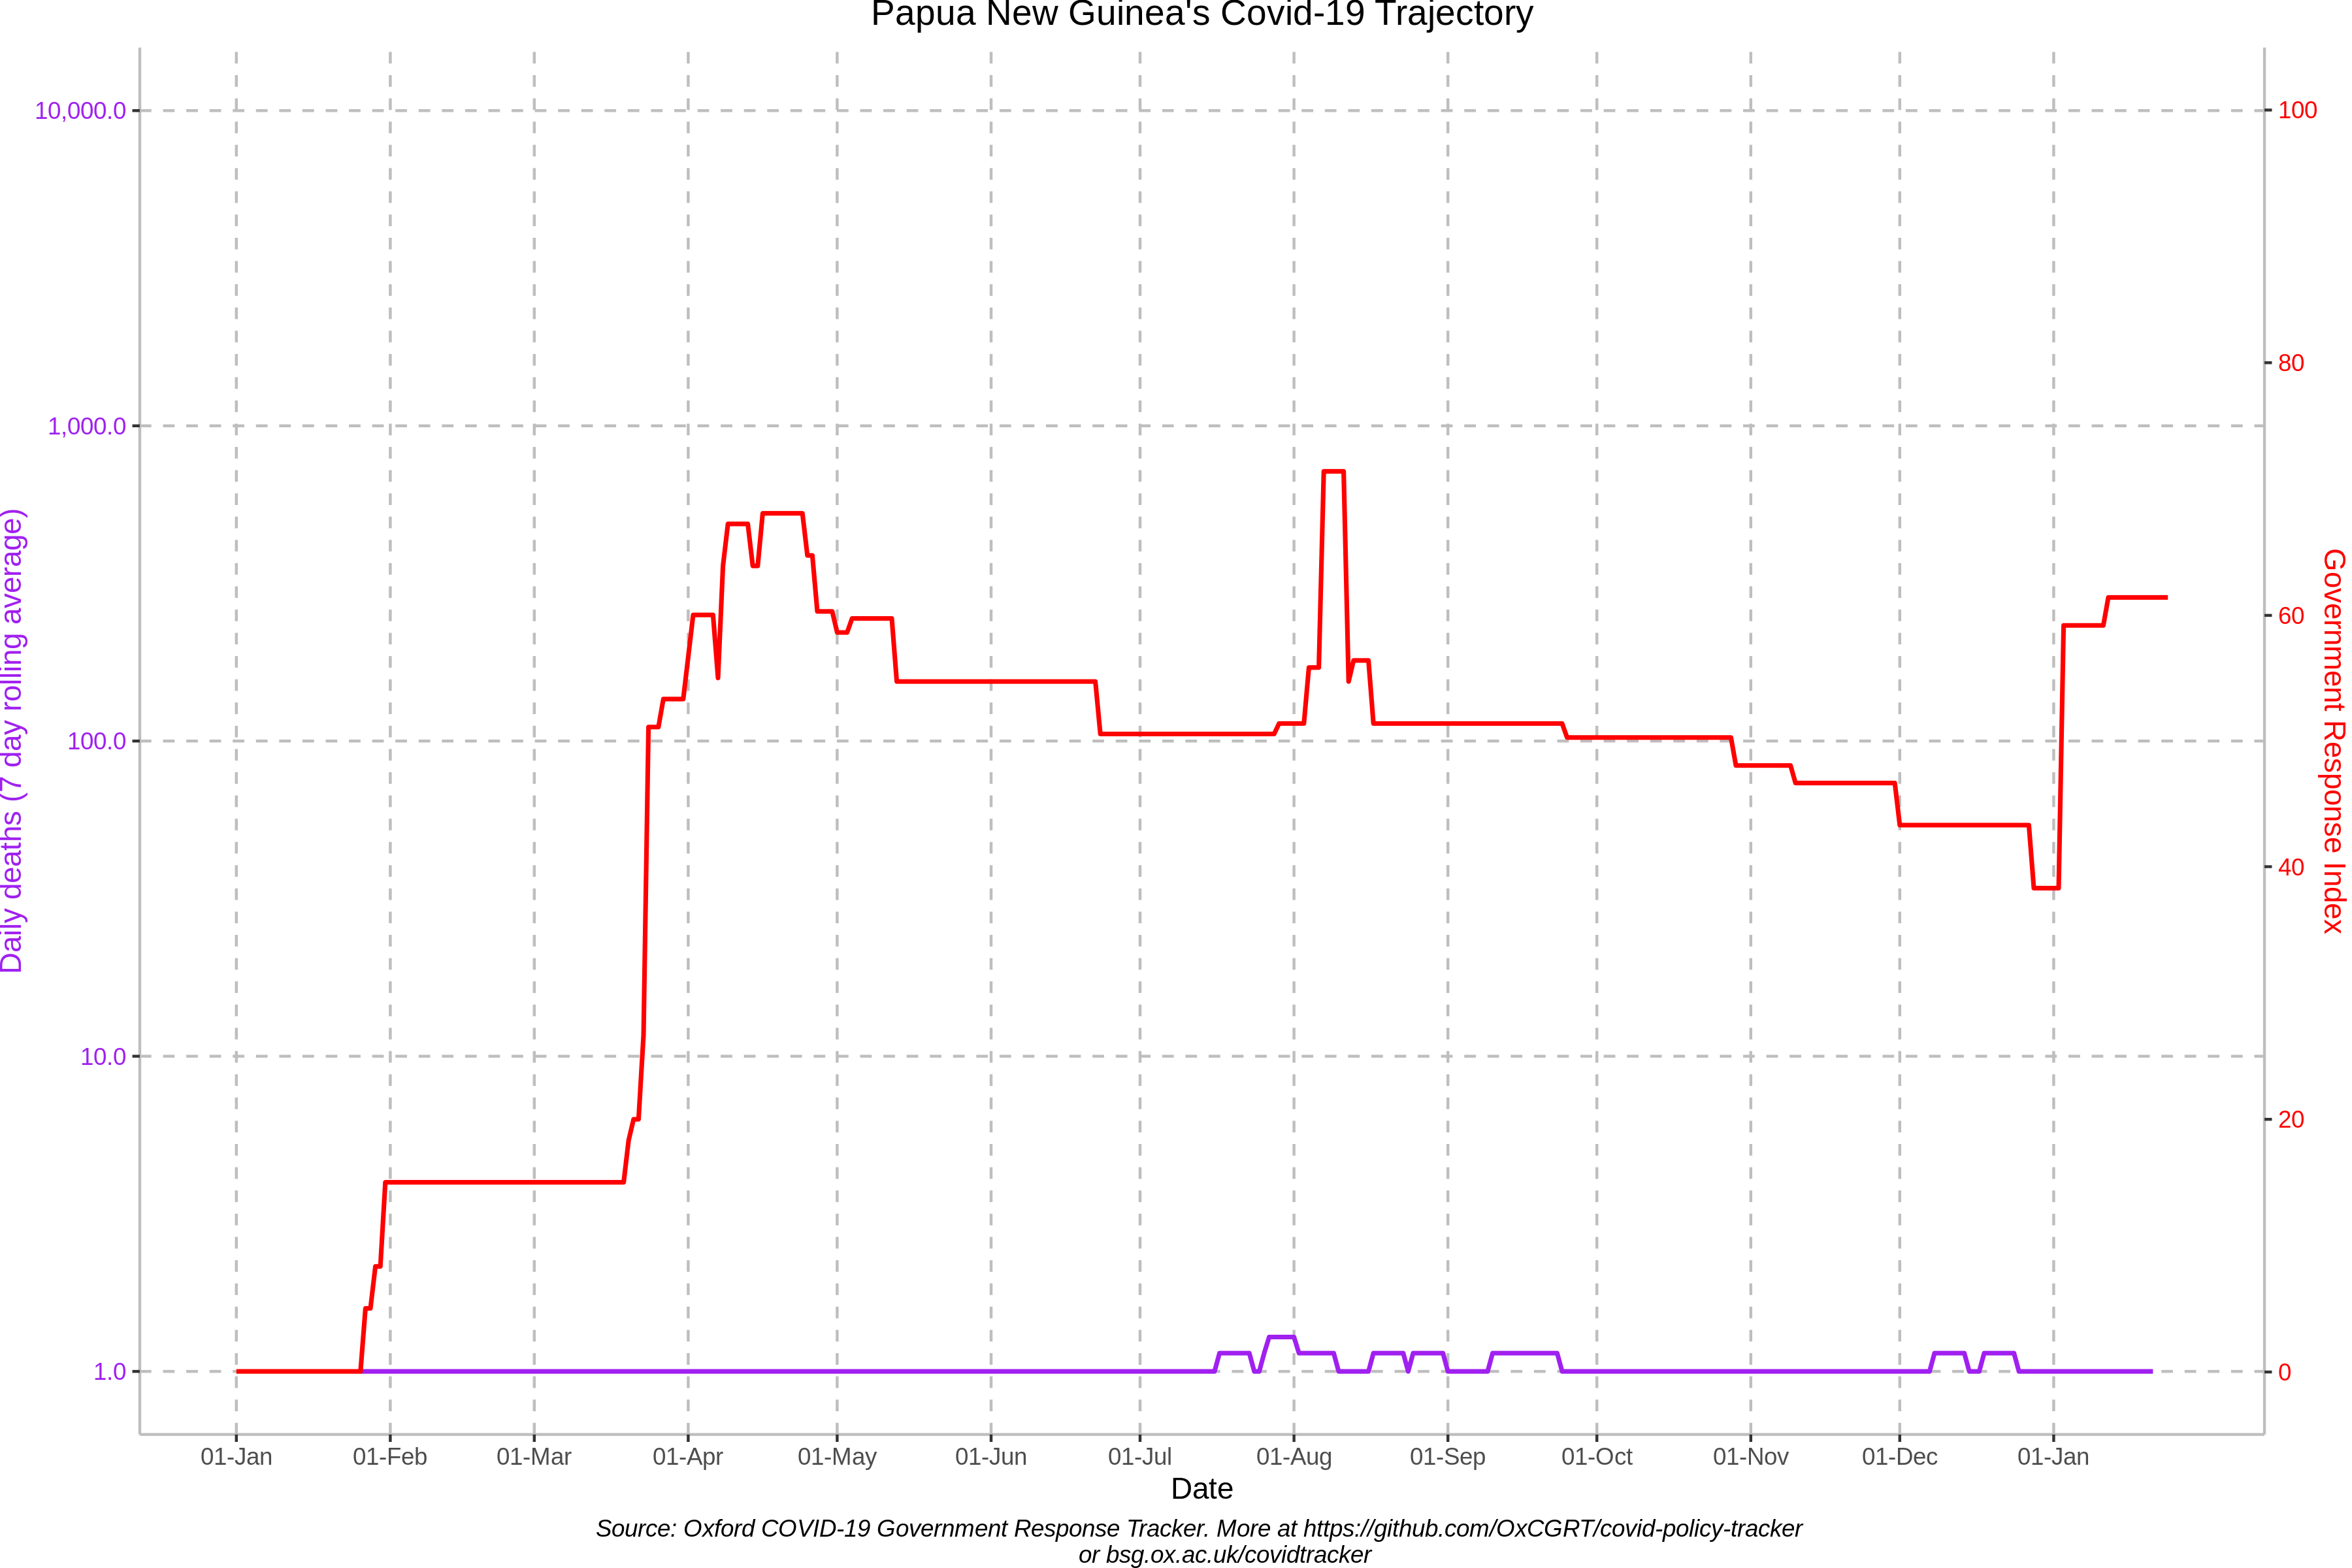 Papua New Guinea's Covid-19 Trajectory
10,000.0
1,000.0
100.0
10.0
1.0
Daily deaths (7 day rolling average)
100
80
60
40
20
0
Government Response Index
01-Jan 01-Feb 01-Mar 01-Apr 01-May 01-Jun 01-Jul 01-Aug 01-Sep 01-Oct 01-Nov 01-Dec 01-Jan
Date
Source: Oxford COVID-19 Government Response Tracker. More at https://github.com/OxCGRT/covid-policy-tracker
or bsg.ox.ac.uk/covidtracker